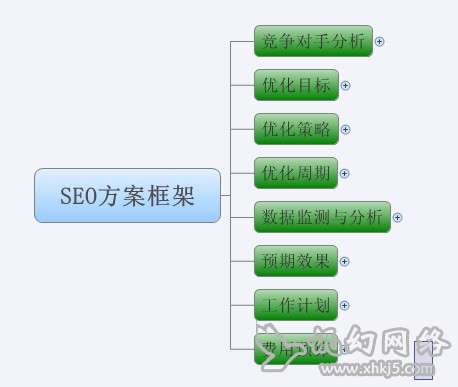 竞争对手分析
优化目标
优化策略
优化周期
SEO方案框架
数据监测与分析
预期效果
工作计划
费用
幻网络
www.xhkj5.com